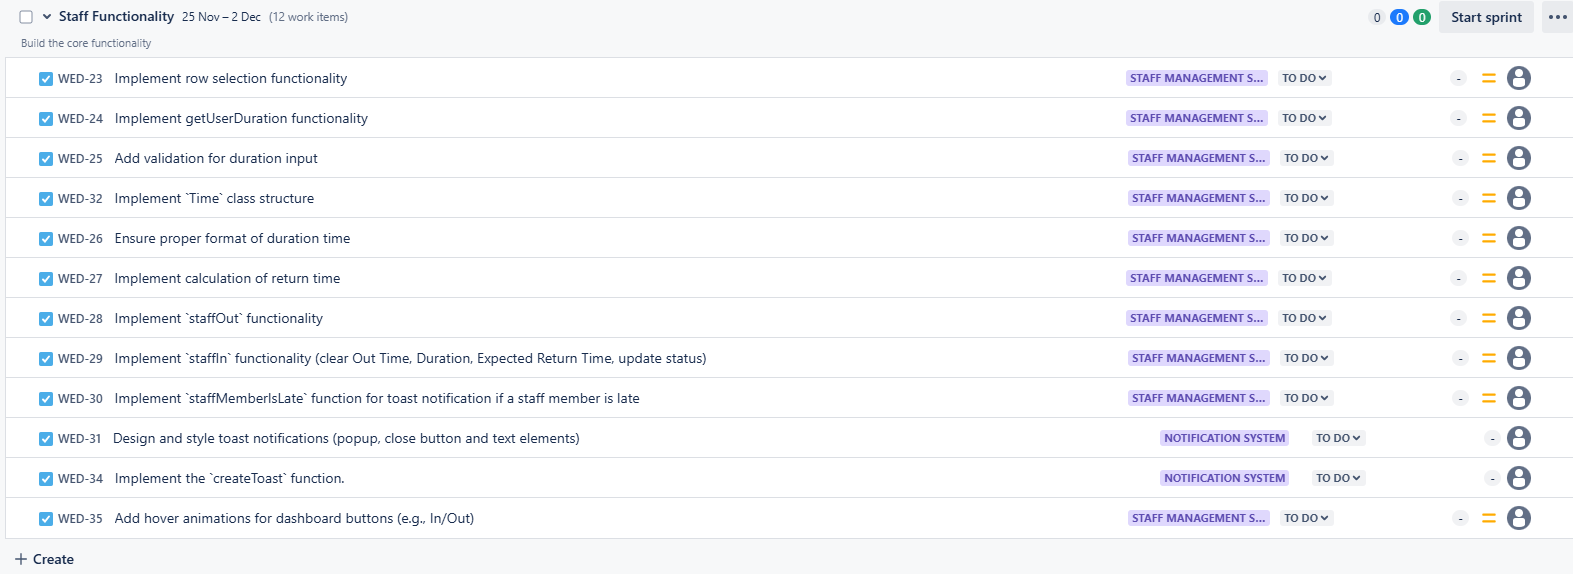 Staff Functionality 25 Nov – 2 Dec (12 work items) 0 0 0 Start sprint
Build the core functionality
WED-23 Implement row selection functionality STAFF MANAGEMENT S... TO DO -
WED-24 Implement getUserDuration functionality STAFF MANAGEMENT S... TO DO -
WED-25 Add validation for duration input STAFF MANAGEMENT S... TO DO -
WED-32 Implement `Time` class structure STAFF MANAGEMENT S... TO DO -
WED-26 Ensure proper format of duration time STAFF MANAGEMENT S... TO DO -
WED-27 Implement calculation of return time STAFF MANAGEMENT S... TO DO -
WED-28 Implement `staffOut` functionality STAFF MANAGEMENT S... TO DO -
WED-29 Implement `staffIn` functionality (clear Out Time, Duration, Expected Return Time, update status) STAFF MANAGEMENT S... TO DO -
WED-30 Implement `staffMemberIsLate` function for toast notification if a staff member is late STAFF MANAGEMENT S... TO DO -
WED-31 Design and style toast notifications (popup, close button and text elements) NOTIFICATION SYSTEM TO DO -
WED-34 Implement the `createToast` function. NOTIFICATION SYSTEM TO DO -
WED-35 Add hover animations for dashboard buttons (e.g., In/Out) STAFF MANAGEMENT S... TO DO -
+ Create